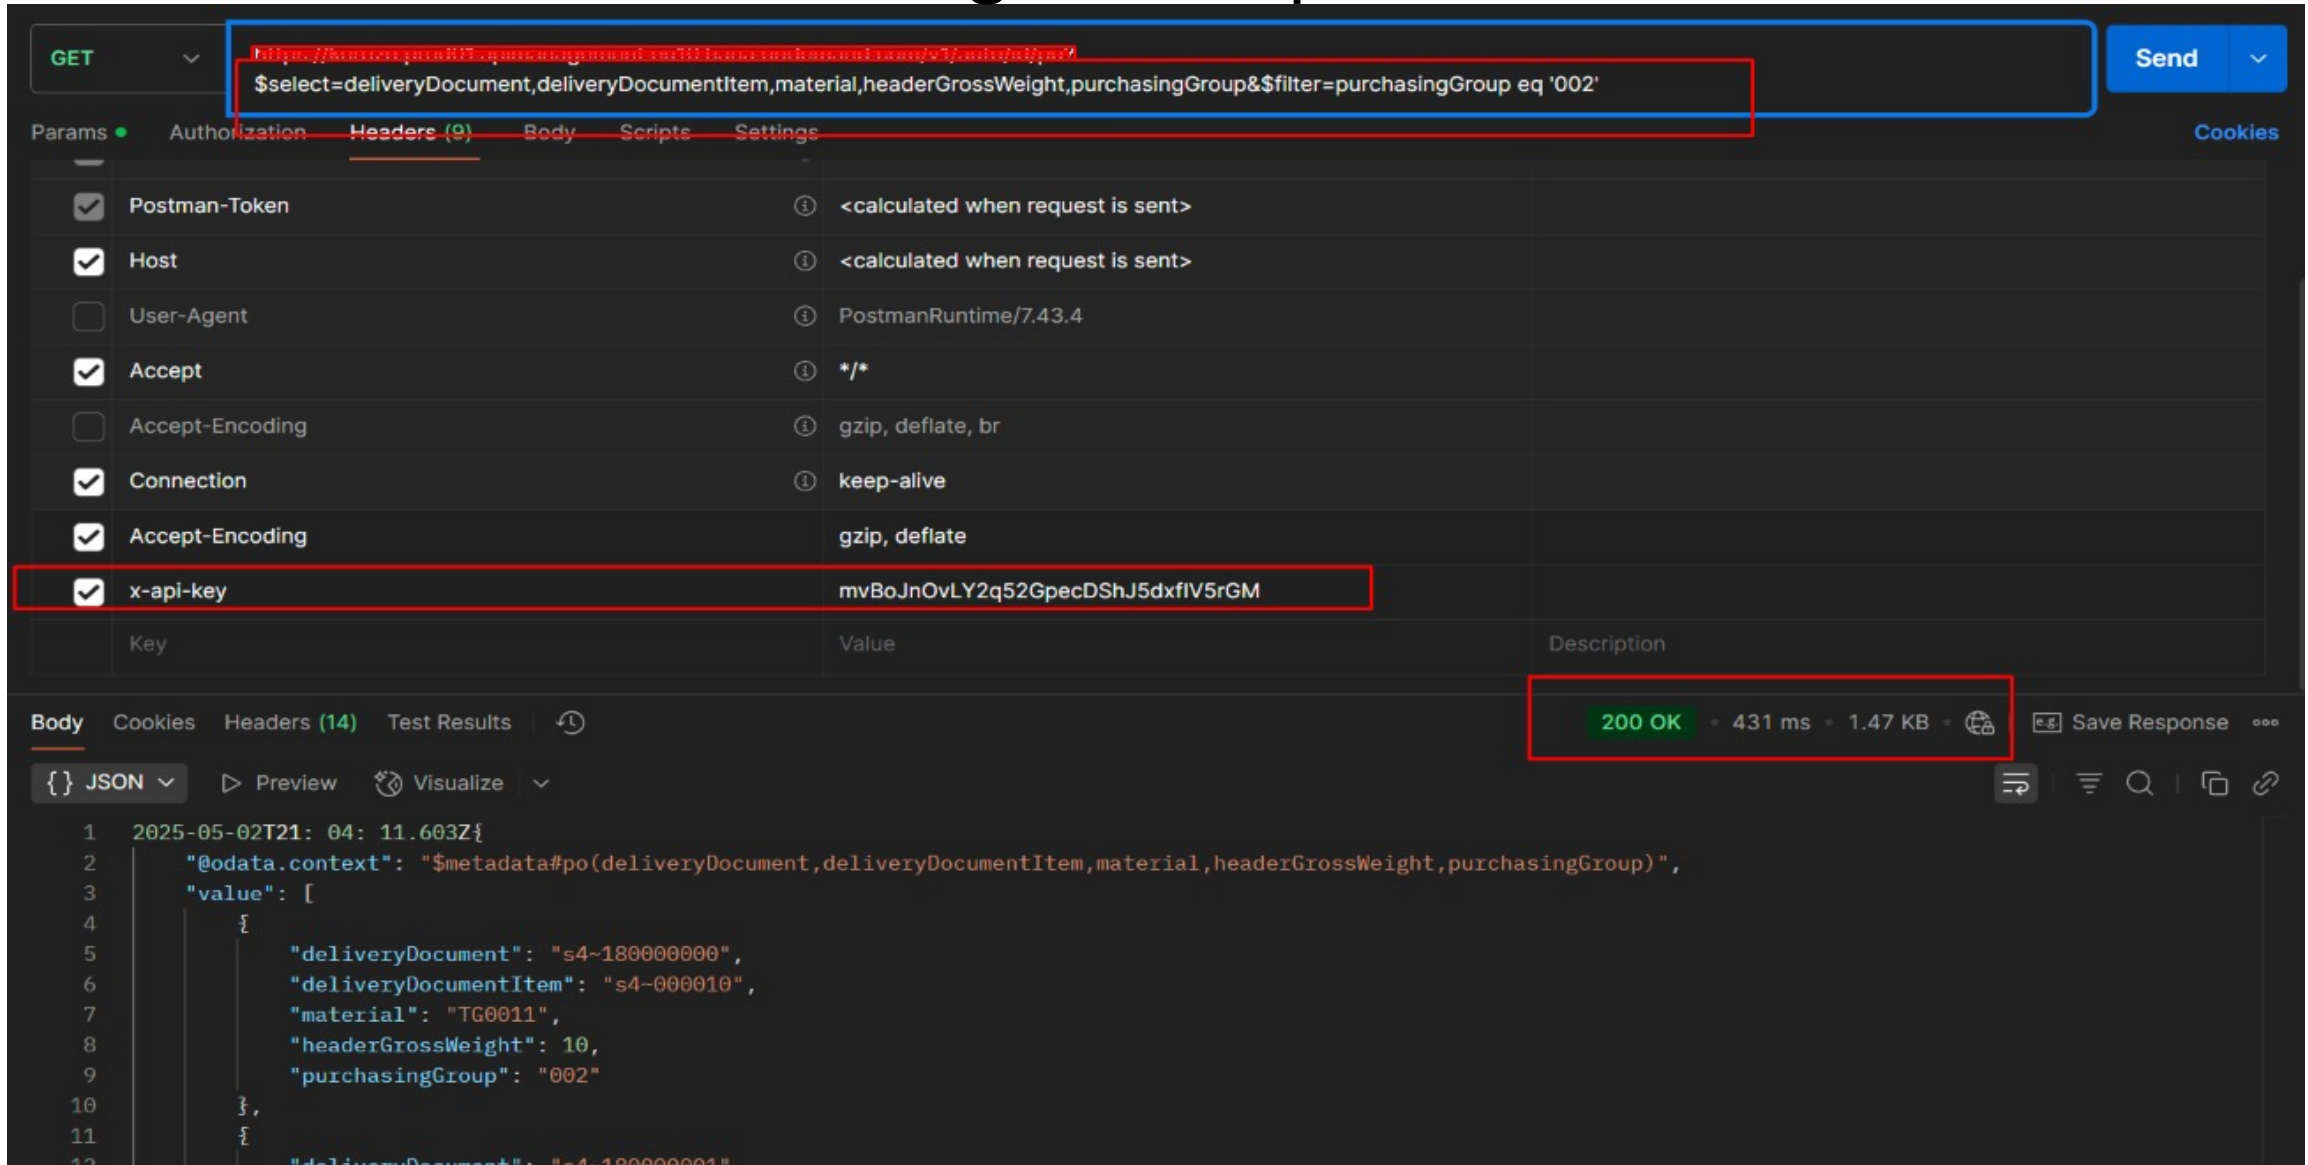 GET
$select=deliveryDocument,deliveryDocumentItem,material,headerGrossWeight,purchasingGroup&$filter=purchasingGroup eq '002'
Send
Params Authorization Headers (9) Body Scripts Settings Cookies
Postman-Token <calculated when request is sent>
Host <calculated when request is sent>
User-Agent PostmanRuntime/7.43.4
Accept */*
Accept-Encoding gzip, deflate, br
Connection keep-alive
Accept-Encoding gzip, deflate
x-api-key mvBoJnOvLY2q52GpecDShJ5dxfIV5rGM
Key Value Description
Body Cookies Headers (14) Test Results 200 OK • 431 ms • 1.47 KB • e.g. Save Response
{} JSON Preview Visualize
1 2025-05-02T21: 04: 11.603Z{
2 "@odata.context": "$metadata#po(deliveryDocument,deliveryDocumentItem,material,headerGrossWeight,purchasingGroup)",
3 "value": [
4 {
5 "deliveryDocument": "s4~180000000",
6 "deliveryDocumentItem": "s4~000010",
7 "material": "TG0011",
8 "headerGrossWeight": 10,
9 "purchasingGroup": "002"
10 },
11 {
12 "deliveryDocument": "s4~180000001"